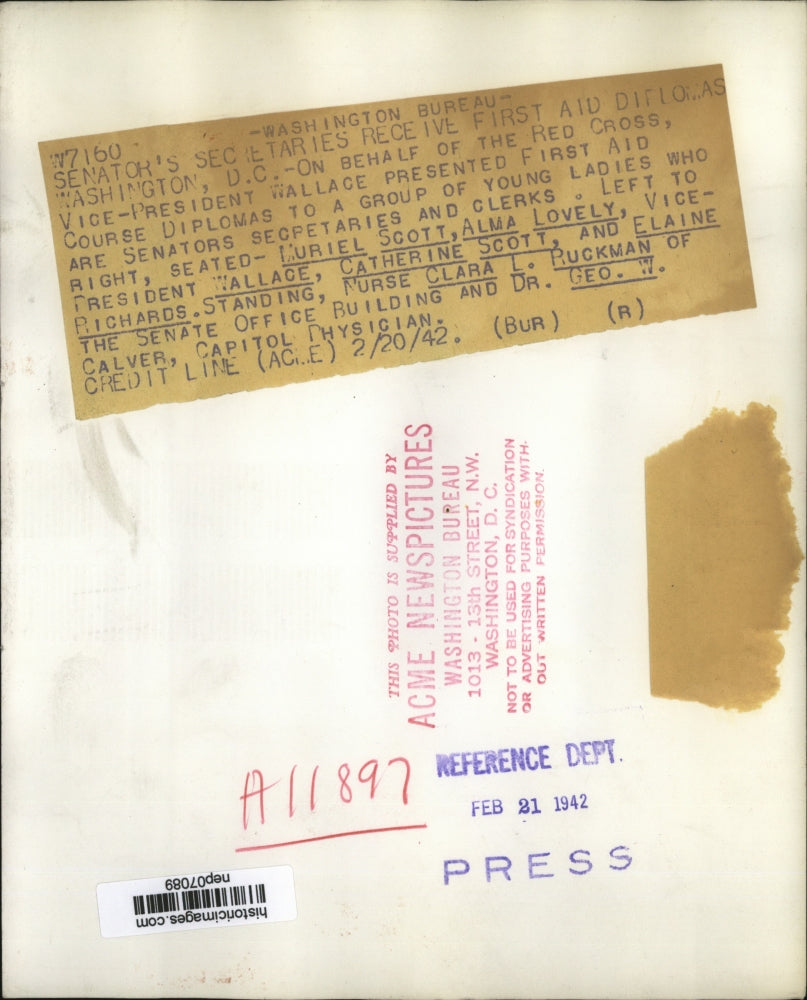 W7160 -WASHINGTON BUREAU-
SENATOR'S SECRETARIES RECEIVE FIRST AID DIPLOMAS
WASHINGTON, D.C.-ON BEHALF OF THE RED CROSS,
VICE-PRESIDENT WALLACE PRESENTED FIRST AID
COURSE DIPLOMAS TO A GROUP OF YOUNG LADIES WHO
ARE SENATORS SECRETARIES AND CLERKS. LEFT TO
RIGHT, SEATED- MURIEL SCOTT, ALMA LOVELY, VICE-
PRESIDENT WALLACE, CATHERINE SCOTT, AND ELAINE
RICHARDS. STANDING, NURSE CLARA L. RUCKMAN OF
THE SENATE OFFICE BUILDING AND DR. GEO. W.
CALVER, CAPITOL PHYSICIAN.
CREDIT LINE (ACME) 2/20/42. (BUR) (R)
THIS PHOTO IS SUPPLIED BY
ACME NEWSPICTURES
WASHINGTON BUREAU
1013 - 13th STREET, N.W.
WASHINGTON, D. C.
NOT TO BE USED FOR SYNDICATION
OR ADVERTISING PURPOSES WITH-
OUT WRITTEN PERMISSION.
A11897
REFERENCE DEPT.
FEB 21 1942
PRESS
historicimages.com
nep07089